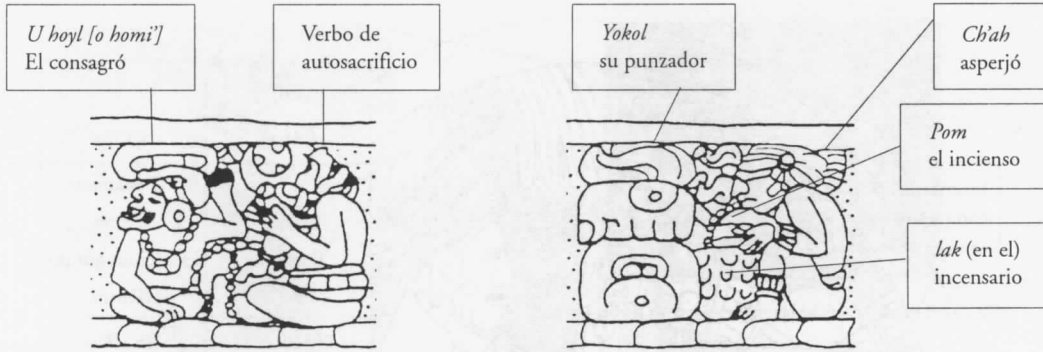 U hoyl [o homi’]
El consagró
Verbo de
autosacrificio
Yokol
su punzador
Ch’ah
asperjó
Pom
el incienso
lak (en el)
incensario